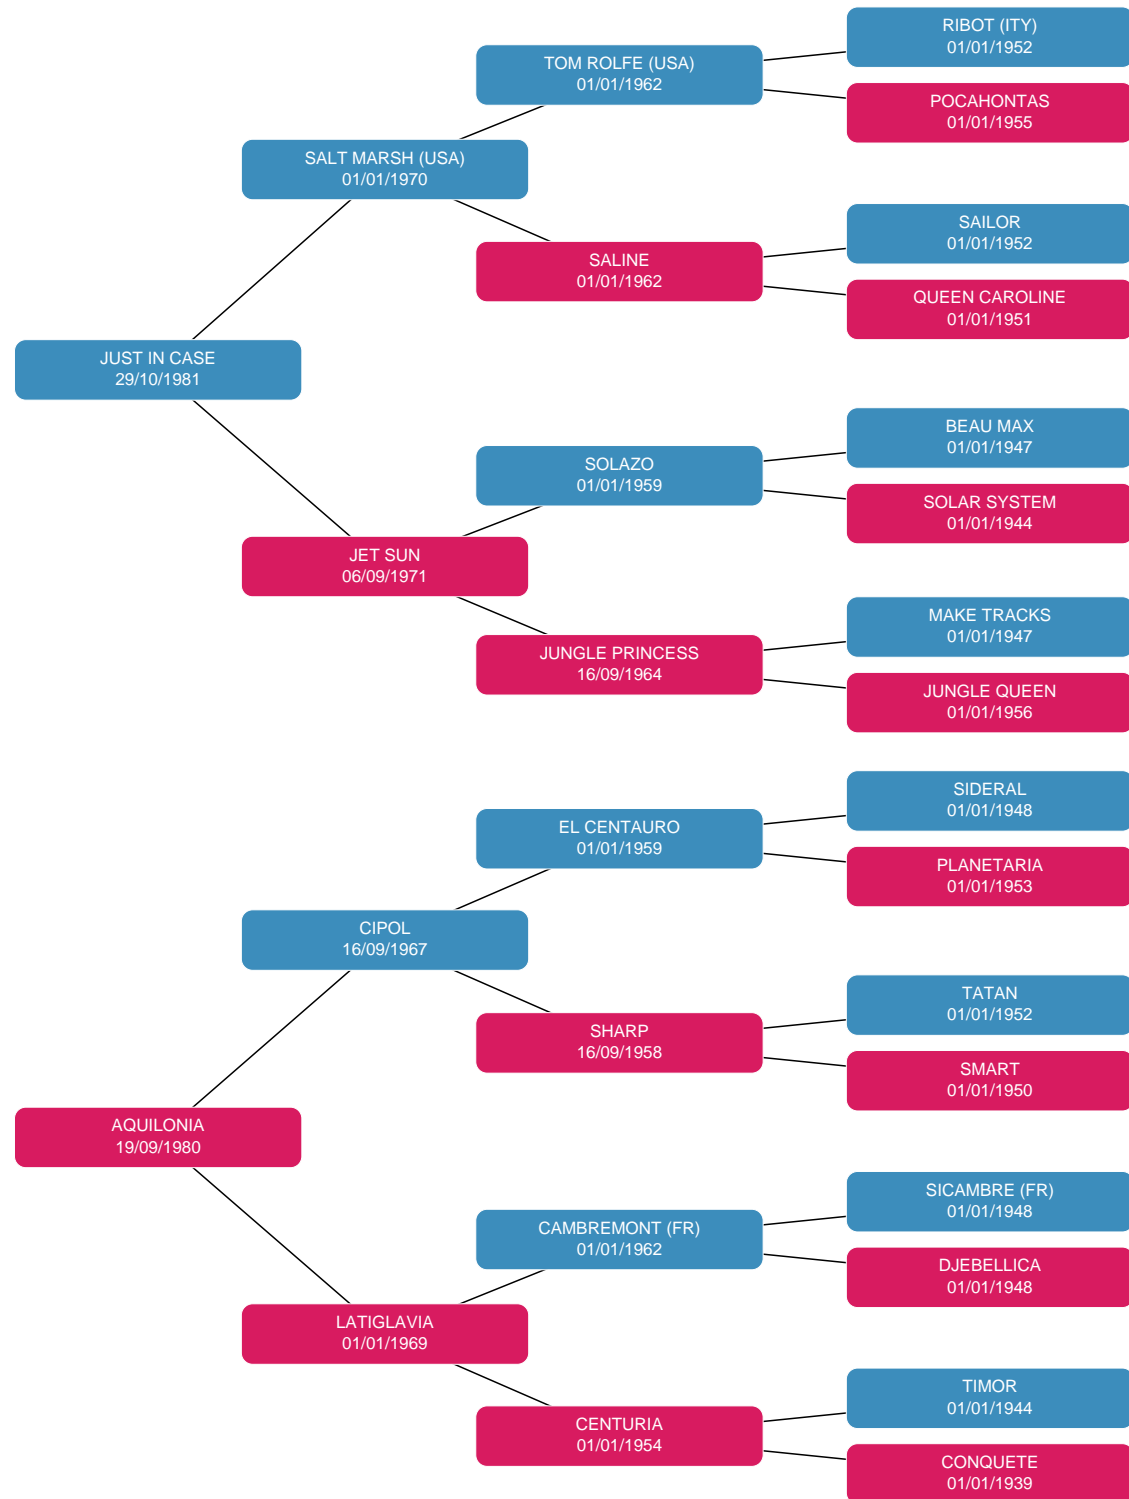 RIBOT (ITY)
01/01/1952
TOM ROLFE (USA)
01/01/1962
POCAHONTAS
01/01/1955
SALT MARSH (USA)
01/01/1970
SAILOR
01/01/1952
SALINE
01/01/1962
QUEEN CAROLINE
01/01/1951
JUST IN CASE
29/10/1981
BEAU MAX
01/01/1947
SOLAZO
01/01/1959
SOLAR SYSTEM
01/01/1944
JET SUN
06/09/1971
MAKE TRACKS
01/01/1947
JUNGLE PRINCESS
16/09/1964
JUNGLE QUEEN
01/01/1956
SIDERAL
01/01/1948
EL CENTAURO
01/01/1959
PLANETARIA
01/01/1953
CIPOL
16/09/1967
TATAN
01/01/1952
SHARP
16/09/1958
SMART
01/01/1950
AQUILONIA
19/09/1980
SICAMBRE (FR)
01/01/1948
CAMBREMONT (FR)
01/01/1962
DJEBELLICA
01/01/1948
LATIGLAVIA
01/01/1969
TIMOR
01/01/1944
CENTURIA
01/01/1954
CONQUETE
01/01/1939